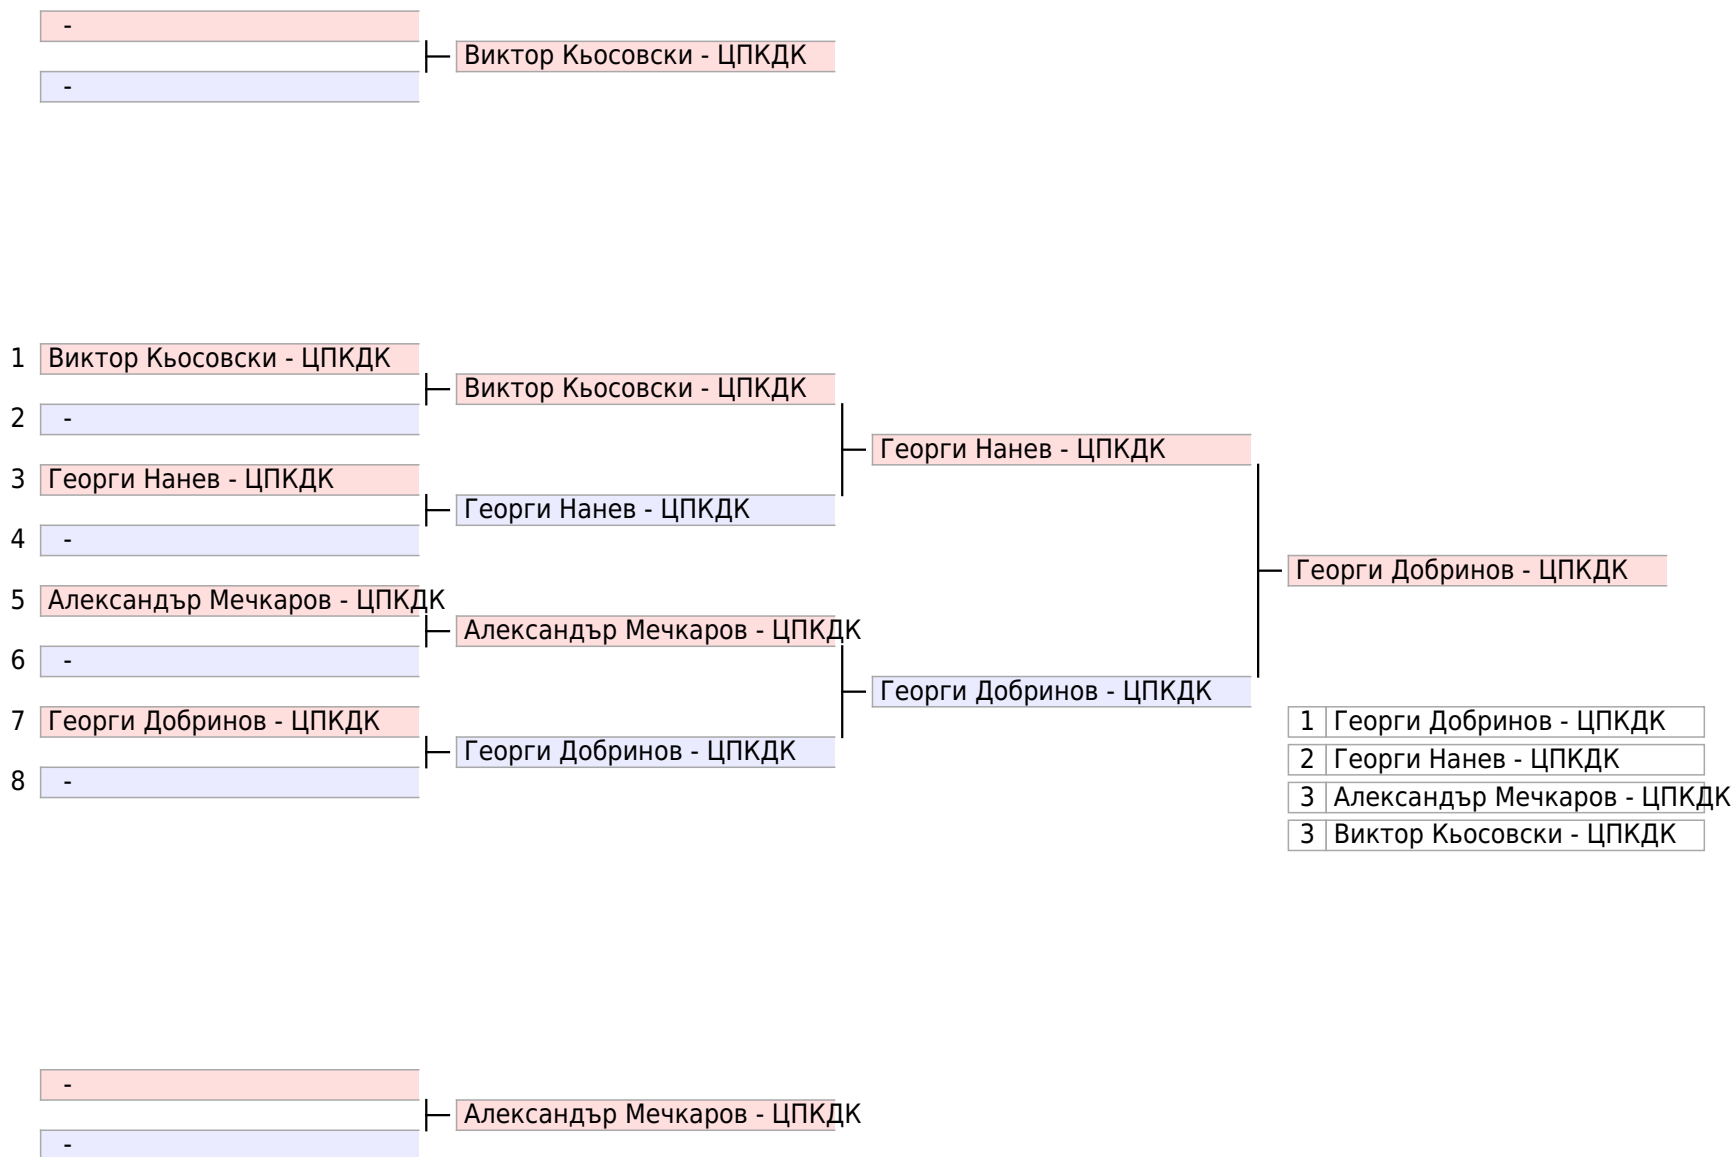 -
Виктор Кьосовски - ЦПКДК
-
1 Виктор Кьосовски - ЦПКДК
Виктор Кьосовски - ЦПКДК
2 -
Георги Нанев - ЦПКДК
3 Георги Нанев - ЦПКДК
Георги Нанев - ЦПКДК
4 -
Георги Добринов - ЦПКДК
5 Александър Мечкаров - ЦПКДК
Александър Мечкаров - ЦПКДК
6 -
Георги Добринов - ЦПКДК
7 Георги Добринов - ЦПКДК
Георги Добринов - ЦПКДК
8 -
1 Георги Добринов - ЦПКДК
2 Георги Нанев - ЦПКДК
3 Александър Мечкаров - ЦПКДК
3 Виктор Кьосовски - ЦПКДК
-
Александър Мечкаров - ЦПКДК
-